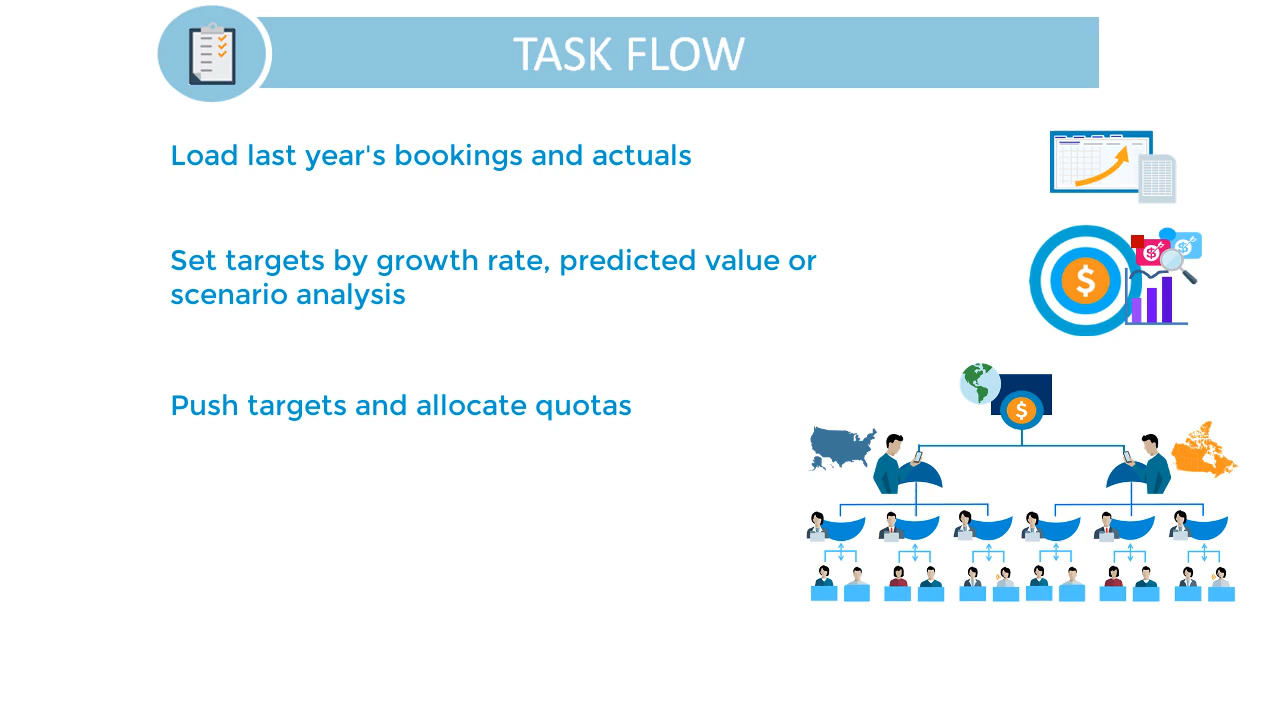 TASK FLOW
Load last year's bookings and actuals
Set targets by growth rate, predicted value or
scenario analysis
Push targets and allocate quotas
$
$